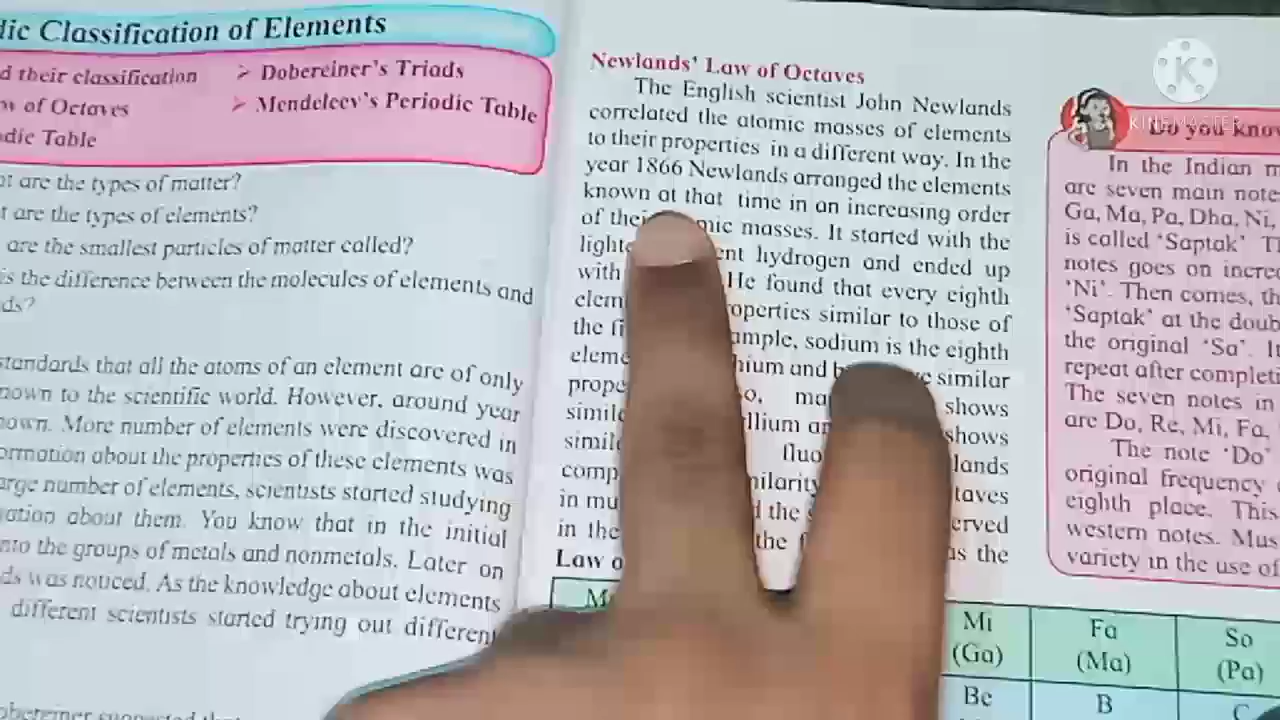 dic Classification of Elements
d their classification
➢ Dobereiner's Triads
w of Octaves
➢ Mendeleev's Periodic Table
dic Table
at are the types of matter?
t are the types of elements?
are the smallest particles of matter called?
is the difference between the molecules of elements and
ds?
standards that all the atoms of an element are of only
nown to the scientific world. However, around year
nown. More number of elements were discovered in
ormation about the properties of these elements was
arge number of elements, scientists started studying
ation about them. You know that in the initial
nto the groups of metals and nonmetals. Later on
ds was noticed. As the knowledge about elements
different scientists started trying out different
Newlands' Law of Octaves
The English scientist John Newlands
correlated the atomic masses of elements
to their properties in a different way. In the
year 1866 Newlands arranged the elements
known at that time in an increasing order
of thei mic masses. It started with the
lighte ent hydrogen and ended up
with He found that every eighth
elem operties similar to those of
the fi ample, sodium is the eighth
eleme hium and similar
prope o, ma shows
simila llium an shows
simila fluo lands
comp milarity taves
in mu d the s erved
in the the f as the
Law o
Mi
(Ga)
Fa
(Ma)
So
(Pa)
Be
B
C
K
KINEMASTER
Do you know
In the Indian m
are seven main note
Ga, Ma, Pa, Dha, Ni,
is called 'Saptak' T
notes goes on increa
'Ni'. Then comes, th
'Saptak' at the doub
the original 'Sa'. It
repeat after completi
The seven notes in
are Do, Re, Mi, Fa,
The note 'Do'
original frequency
eighth place. This
western notes. Mus
variety in the use of